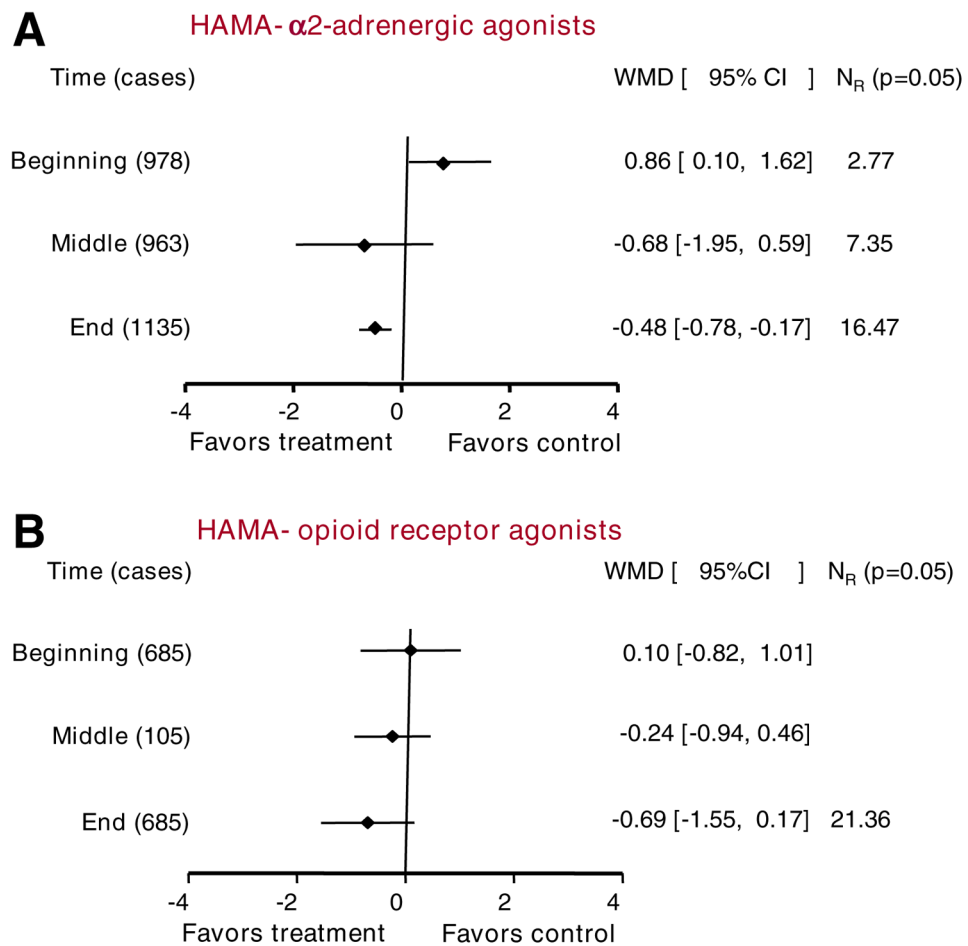 A
HAMA- α2-adrenergic agonists
Time (cases) WMD [ 95% CI ] NR (p=0.05)
Beginning (978) 0.86 [ 0.10, 1.62] 2.77
Middle (963) -0.68 [-1.95, 0.59] 7.35
End (1135) -0.48 [-0.78, -0.17] 16.47
-4 -2 0 2 4
Favors treatment Favors control
B
HAMA- opioid receptor agonists
Time (cases) WMD [ 95%CI ] NR (p=0.05)
Beginning (685) 0.10 [-0.82, 1.01]
Middle (105) -0.24 [-0.94, 0.46]
End (685) -0.69 [-1.55, 0.17] 21.36
-4 -2 0 2 4
Favors treatment Favors control